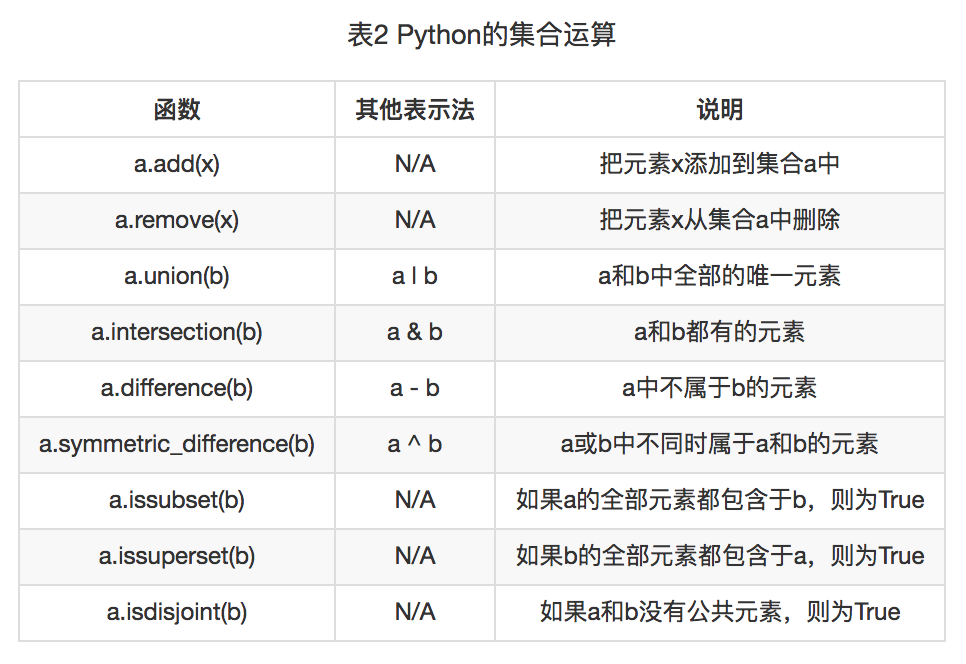 表2 Python的集合运算
函数 其他表示法 说明
a.add(x) N/A 把元素x添加到集合a中
a.remove(x) N/A 把元素x从集合a中删除
a.union(b) a | b a和b中全部的唯一元素
a.intersection(b) a & b a和b都有的元素
a.difference(b) a - b a中不属于b的元素
a.symmetric_difference(b) a ^ b a或b中不同时属于a和b的元素
a.issubset(b) N/A 如果a的全部元素都包含于b，则为True
a.issuperset(b) N/A 如果b的全部元素都包含于a，则为True
a.isdisjoint(b) N/A 如果a和b没有公共元素，则为True